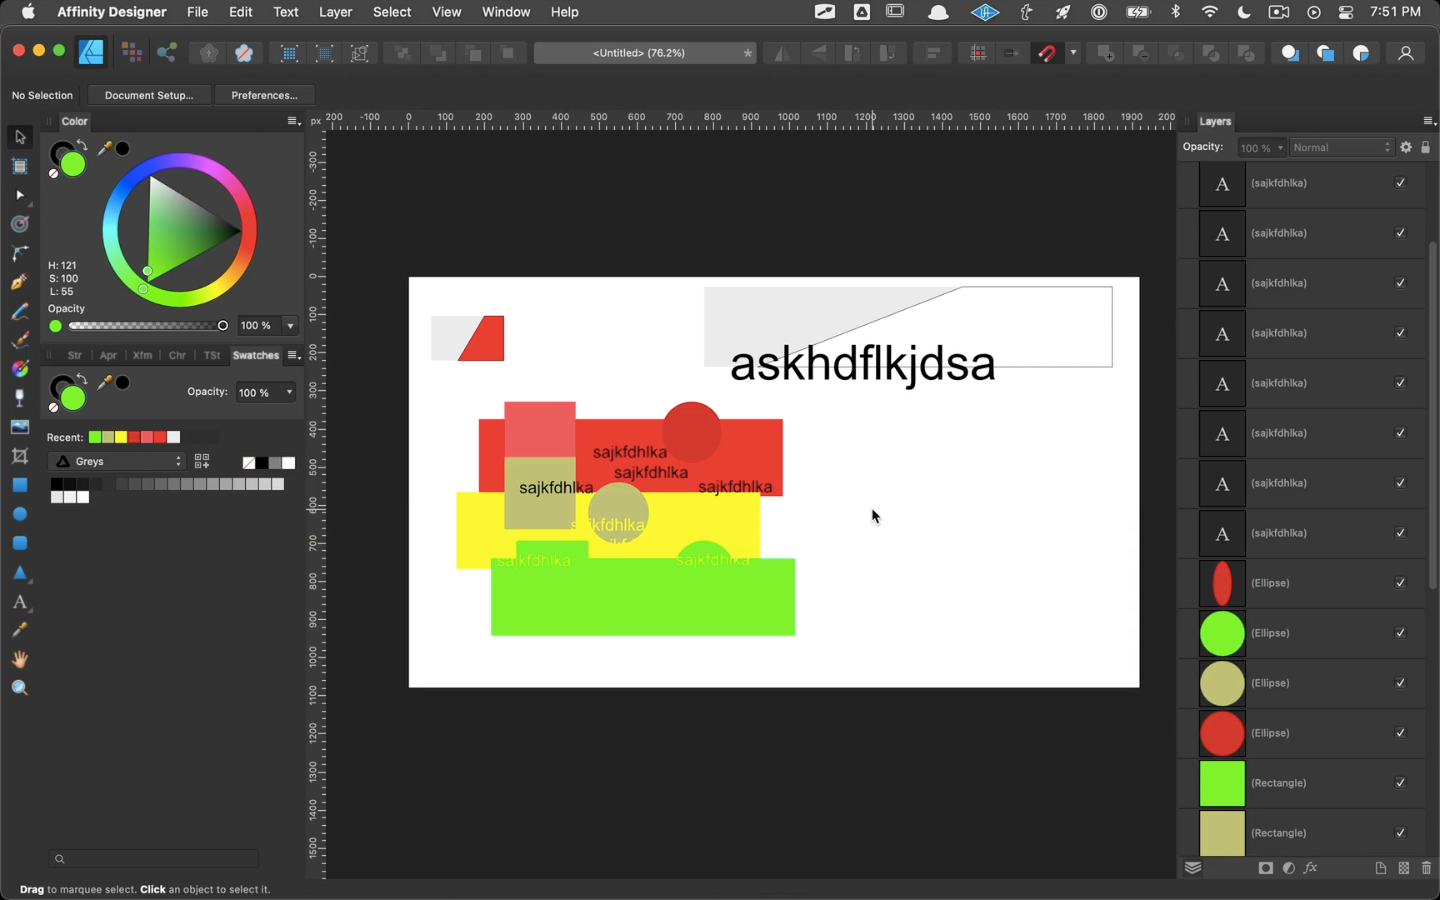 Affinity Designer File Edit Text Layer Select View Window Help 7:51 PM
<Untitled> (76.2%) *
No Selection Document Setup... Preferences...
Color
px 200 -100 0 100 200 300 400 500 600 700 800 900 1000 1100 1200 1300 1400 1500 1600 1700 1800 1900 200
Layers
Opacity: 100 % Normal
H: 121
S: 100
L: 55
Opacity
100 %
Str Apr Xfm Chr TSt Swatches
Opacity: 100 %
Recent:
Greys
-300
-200
-100
0
100
200
300
400
500
600
700
800
900
1000
1100
1200
1300
1400
1500
askhdflkjdsa
sajkfdhlka
sajkfdhlka
sajkfdhlka sajkfdhlka
sajkfdhlka
sajkfdhlka sajkfdhlka
A (sajkfdhlka)
A (sajkfdhlka)
A (sajkfdhlka)
A (sajkfdhlka)
A (sajkfdhlka)
A (sajkfdhlka)
A (sajkfdhlka)
A (sajkfdhlka)
(Ellipse)
(Ellipse)
(Ellipse)
(Ellipse)
(Rectangle)
(Rectangle)
fx
Drag to marquee select. Click an object to select it.